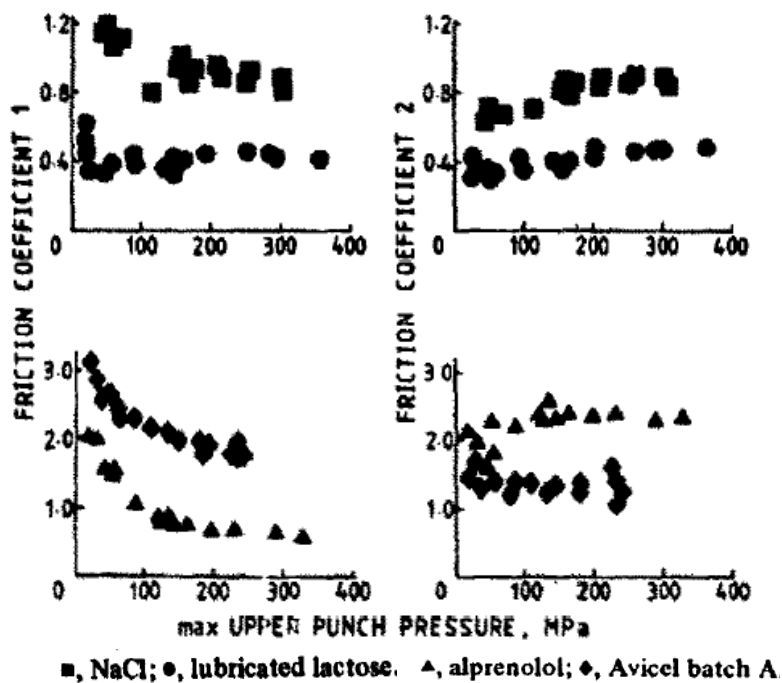 1.2
0.8
0.4
0 100 200 300 400
FRICTION COEFFICIENT 1
1.2
0.8
0.4
0 100 200 300 400
FRICTION COEFFICIENT 2
3.0
2.0
1.0
0 100 200 300 400
3.0
2.0
1.0
0 100 200 300 400
max UPPER PUNCH PRESSURE, MPa
■, NaCl; ●, lubricated lactose. ▲, alprenolol; ◆, Avicel batch A